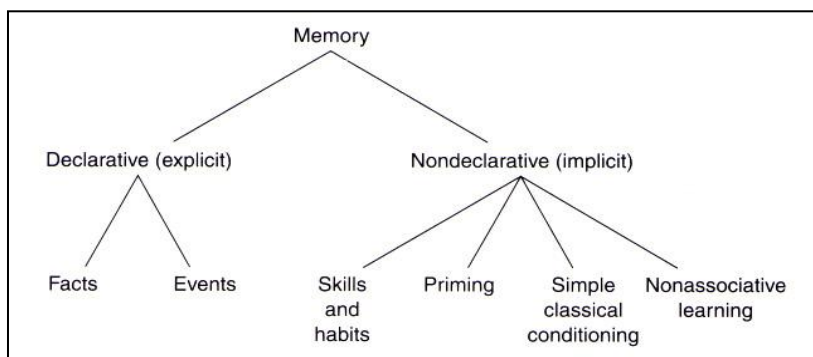 Memory
Declarative (explicit)
Nondeclarative (implicit)
Facts
Events
Skills
and
habits
Priming
Simple
classical
conditioning
Nonassociative
learning